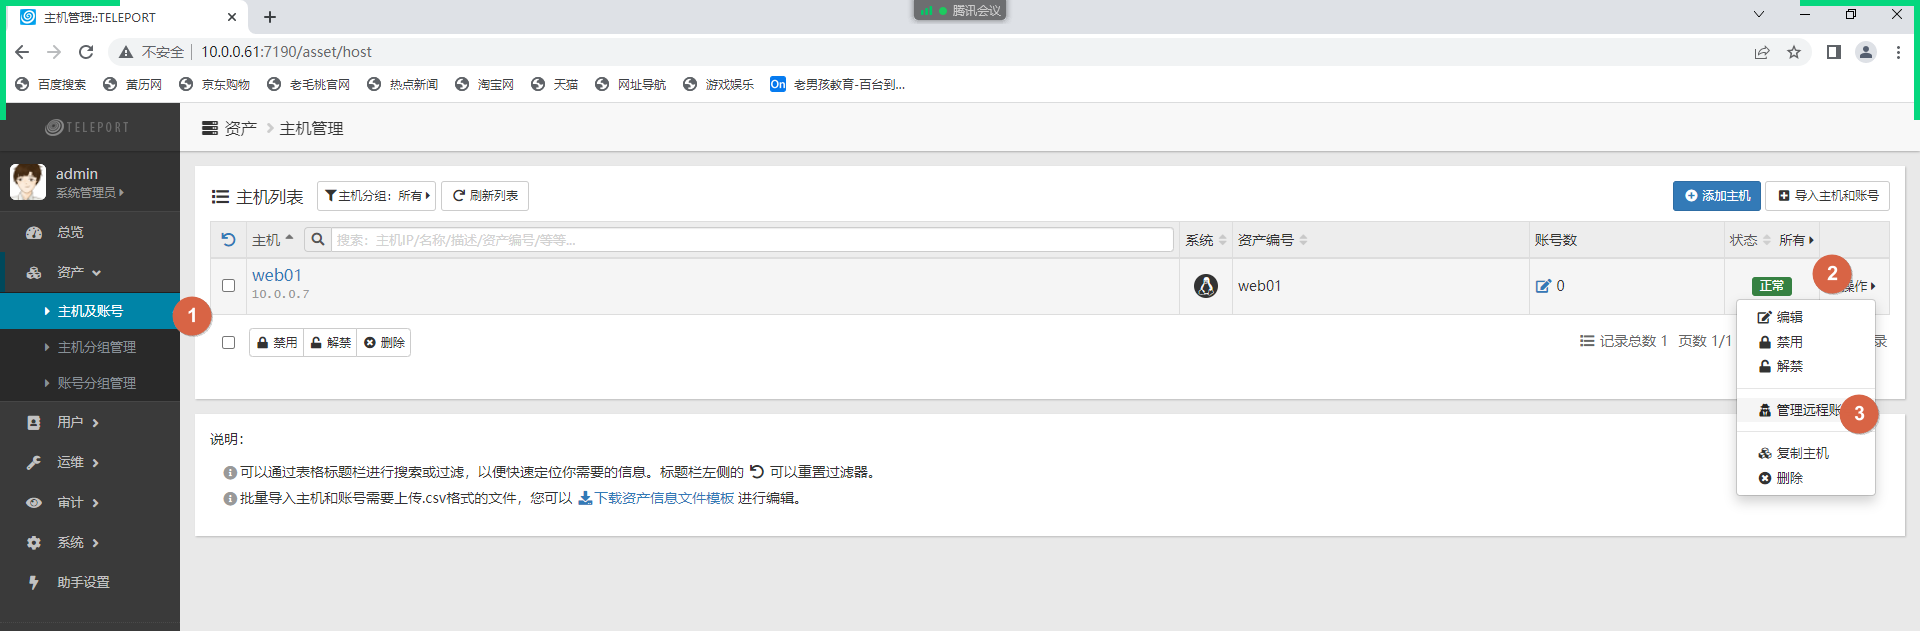 主机管理::TELEPORT
腾讯会议
不安全 10.0.0.61:7190/asset/host
百度搜索 黄历网 京东购物 老毛桃官网 热点新闻 淘宝网 天猫 网址导航 游戏娱乐 On 老男孩教育-百台到...
TELEPORT
资产 主机管理
admin
系统管理员
总览
资产
主机及账号
主机分组管理
账号分组管理
用户
运维
审计
系统
助手设置
1
主机列表 主机分组：所有 刷新列表 添加主机 导入主机和账号
主机 搜索：主机IP/名称/描述/资产编号/等等... 系统 资产编号 账号数 状态 所有
web01
10.0.0.7
web01 0 正常 操作
2
禁用 解禁 删除
记录总数 1 页数 1/1 录
编辑
禁用
解禁
管理远程账
3
复制主机
删除
说明：
可以通过表格标题栏进行搜索或过滤，以便快速定位你需要的信息。标题栏左侧的 可以重置过滤器。
批量导入主机和账号需要上传.csv格式的文件，您可以 下载资产信息文件模板 进行编辑。